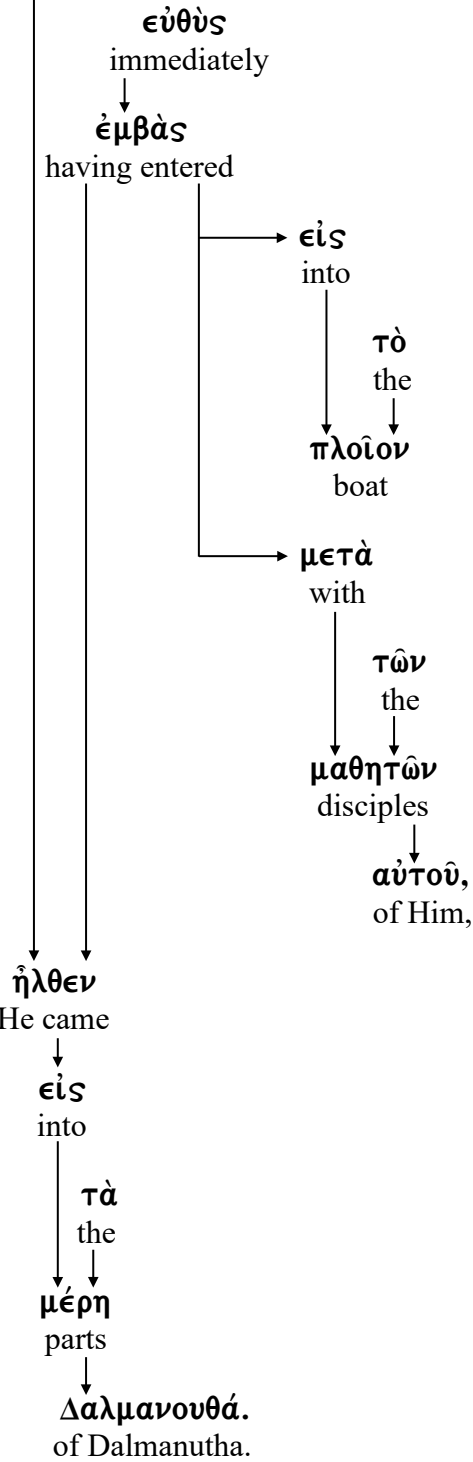 εὐθὺς
immediately
ἐμβὰς
having entered
εἰς
into
τὸ
the
πλοῖον
boat
μετὰ
with
τῶν
the
μαθητῶν
disciples
αὐτοῦ,
of Him,
ἦλθεν
He came
εἰς
into
τὰ
the
μέρη
parts
Δαλμανουθά.
of Dalmanutha.